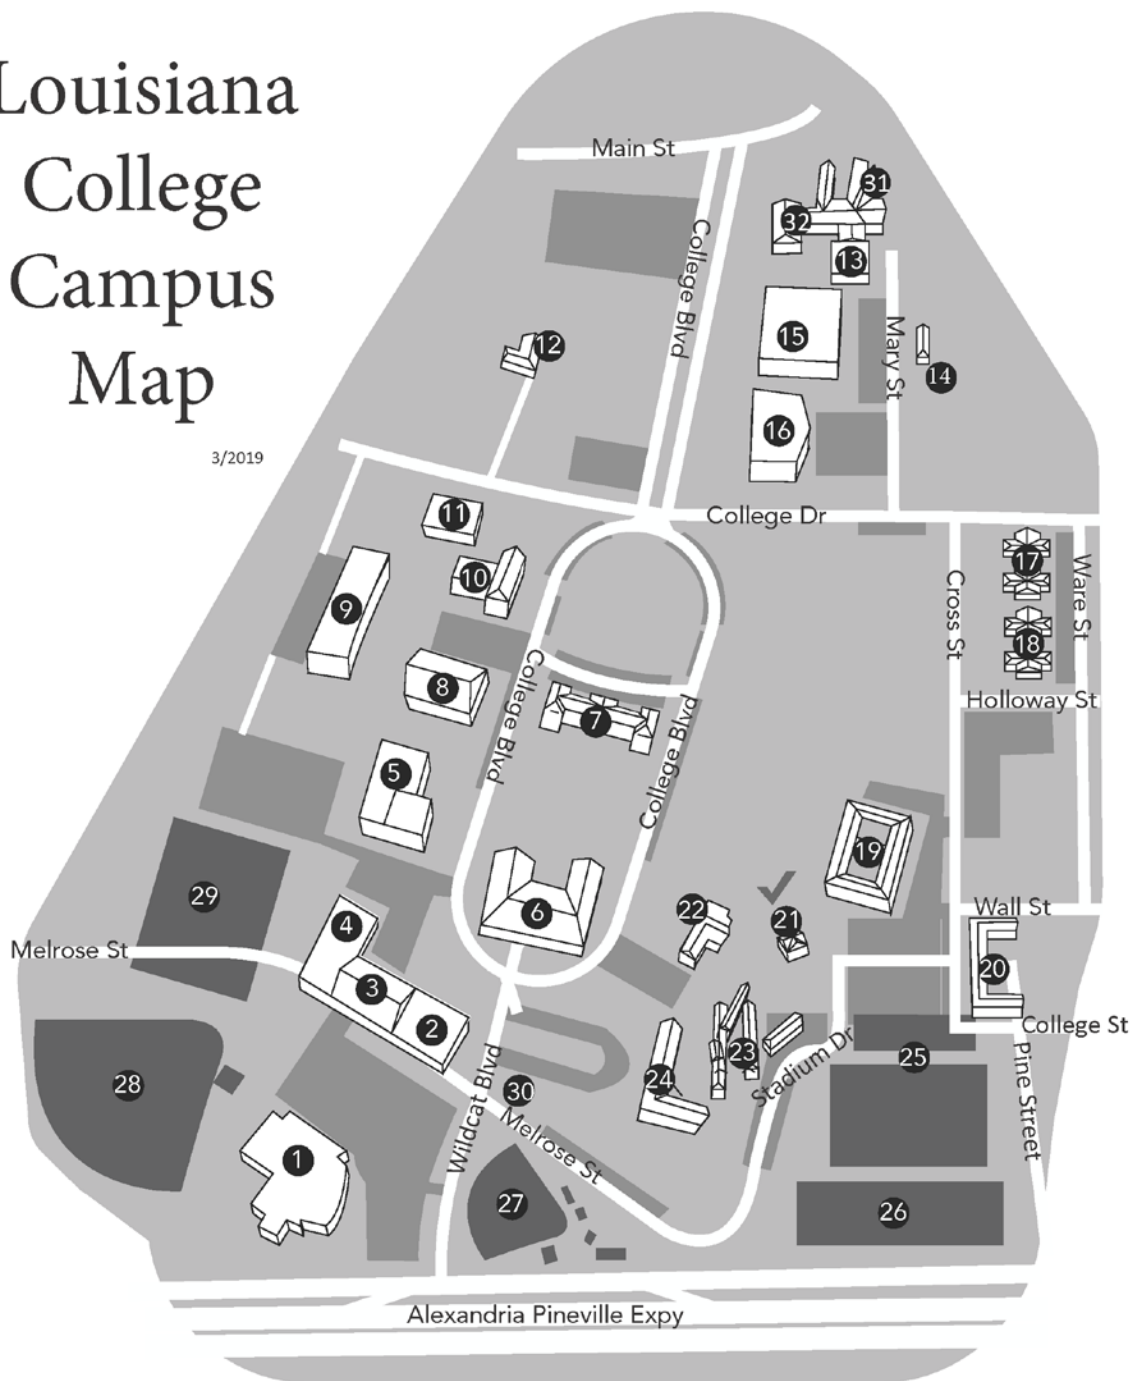 Louisiana
College
Campus
Map
3/2019
Main St
31
32
College Blvd
13
15
Mary St
12
14
16
11
College Dr
10
17
9
Cross St
Ware St
18
8
College Blvd
Holloway St
7
College Blvd
5
19
29
4
6
22
21
Wall St
Melrose St
3
20
2
College St
23
25
28
24
Stadium Dr
Wildcat Blvd
30
Pine Street
Melrose St
1
27
26
Alexandria Pineville Expy